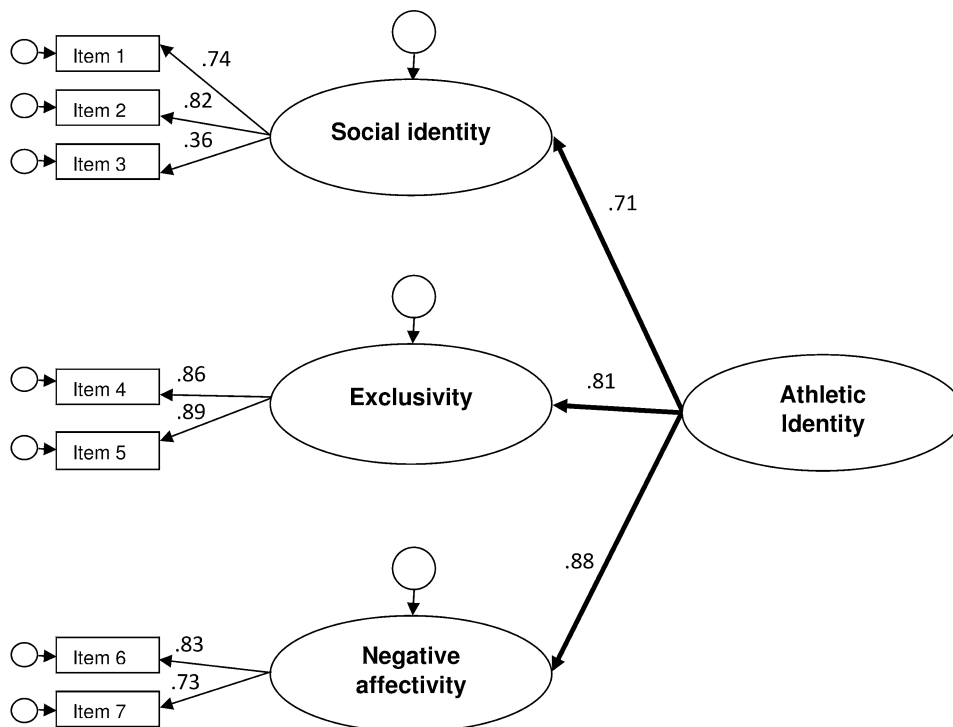 Item 1
.74
Item 2
.82
Item 3
.36
Social identity
.71
Item 4
.86
Item 5
.89
Exclusivity
.81
Athletic
Identity
.88
Item 6
.83
Item 7
.73
Negative
affectivity